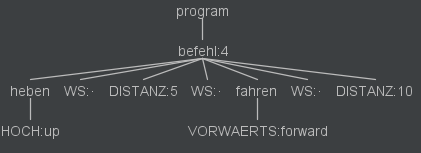 program
befehl:4
heben WS:· DISTANZ:5 WS:· fahren WS:· DISTANZ:10
HOCH:up VORWAERTS:forward